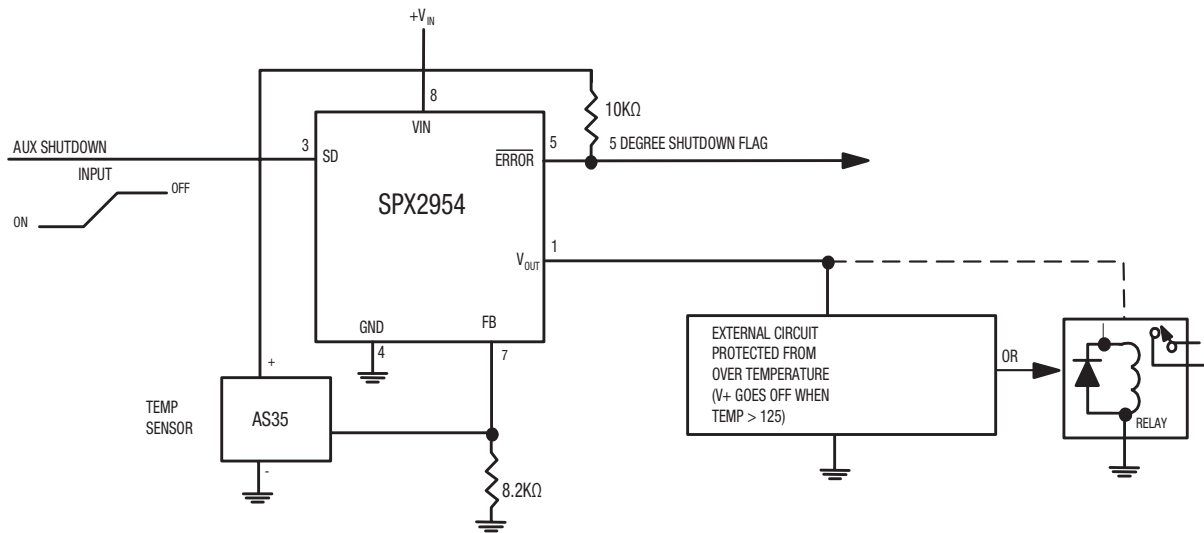 +VIN
8
10KΩ
VIN
AUX SHUTDOWN
3
SD
5
5 DEGREE SHUTDOWN FLAG
ERROR
INPUT
OFF
ON
SPX2954
1
VOUT
GND
FB
4
7
EXTERNAL CIRCUIT
PROTECTED FROM
OVER TEMPERATURE
(V+ GOES OFF WHEN
TEMP > 125)
OR
RELAY
+
TEMP
SENSOR
AS35
-
8.2KΩ